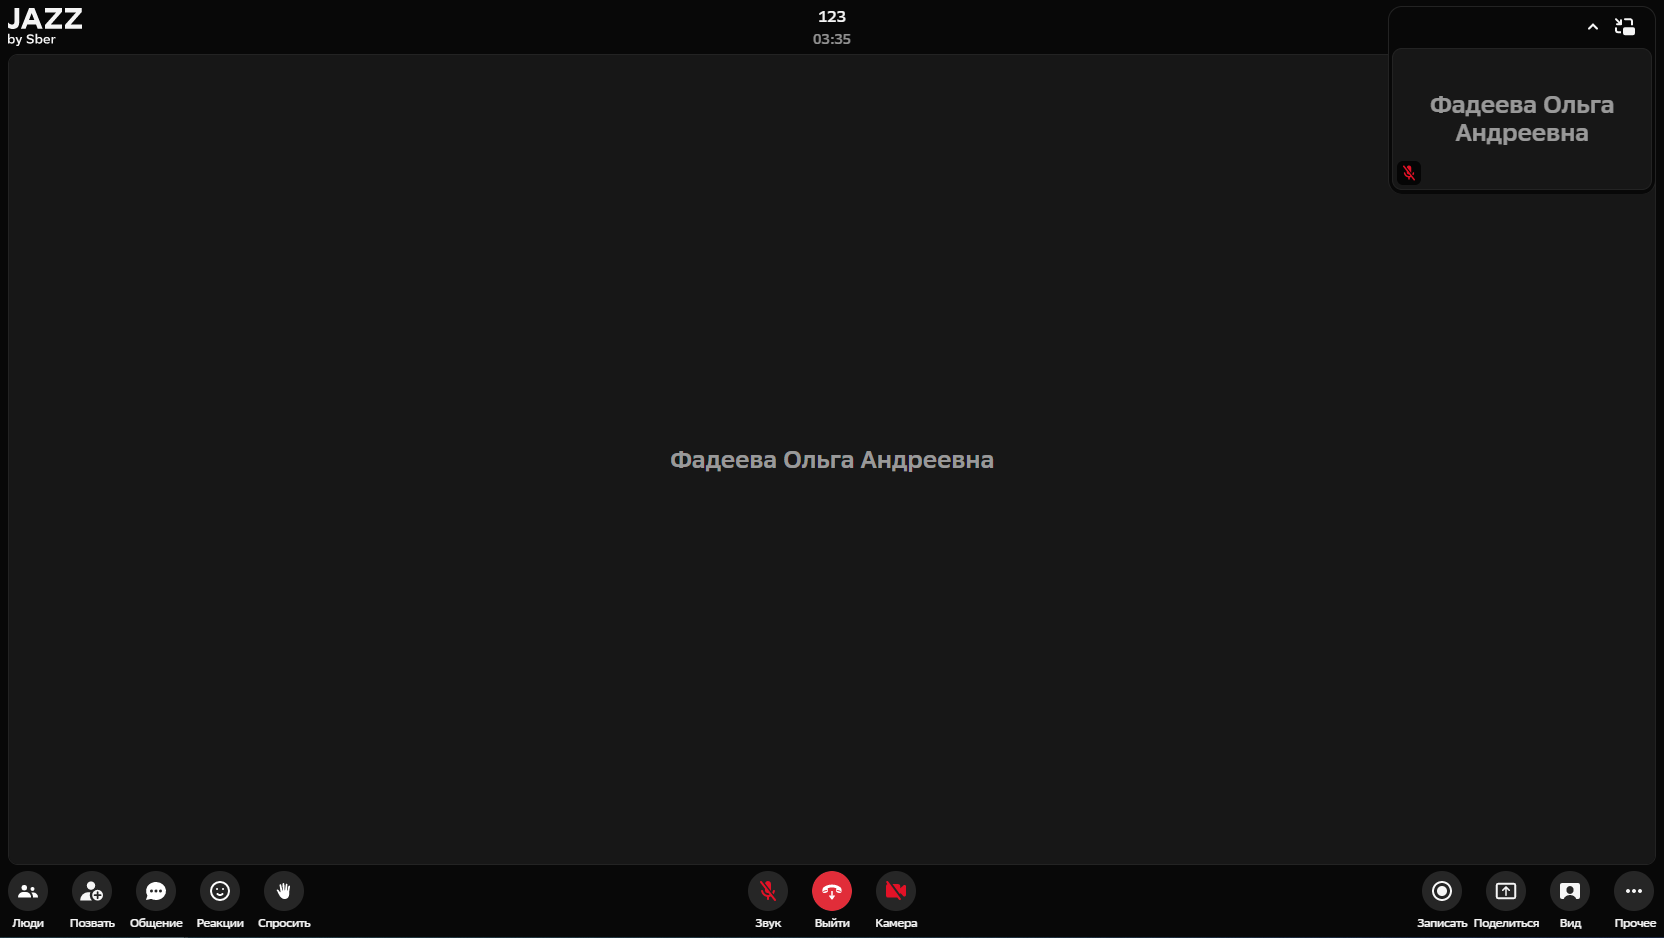 JAZZ
by Sber
123
03:35
Фадеева Ольга
Андреевна
Фадеева Ольга Андреевна
Люди
Позвать
Общение
Реакции
Спросить
Звук
Выйти
Камера
Записать
Поделиться
Вид
Прочее